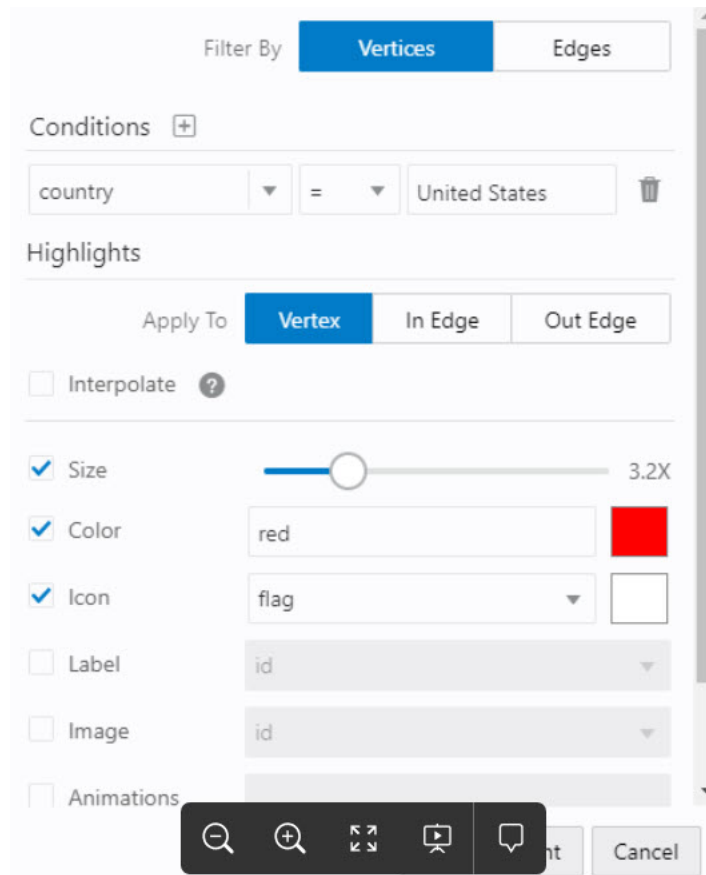 Filter By Vertices Edges
Conditions
country = United States
Highlights
Apply To Vertex In Edge Out Edge
Interpolate ?
Size 3.2X
Color red
Icon flag
Label id
Image id
Animations
Cancel